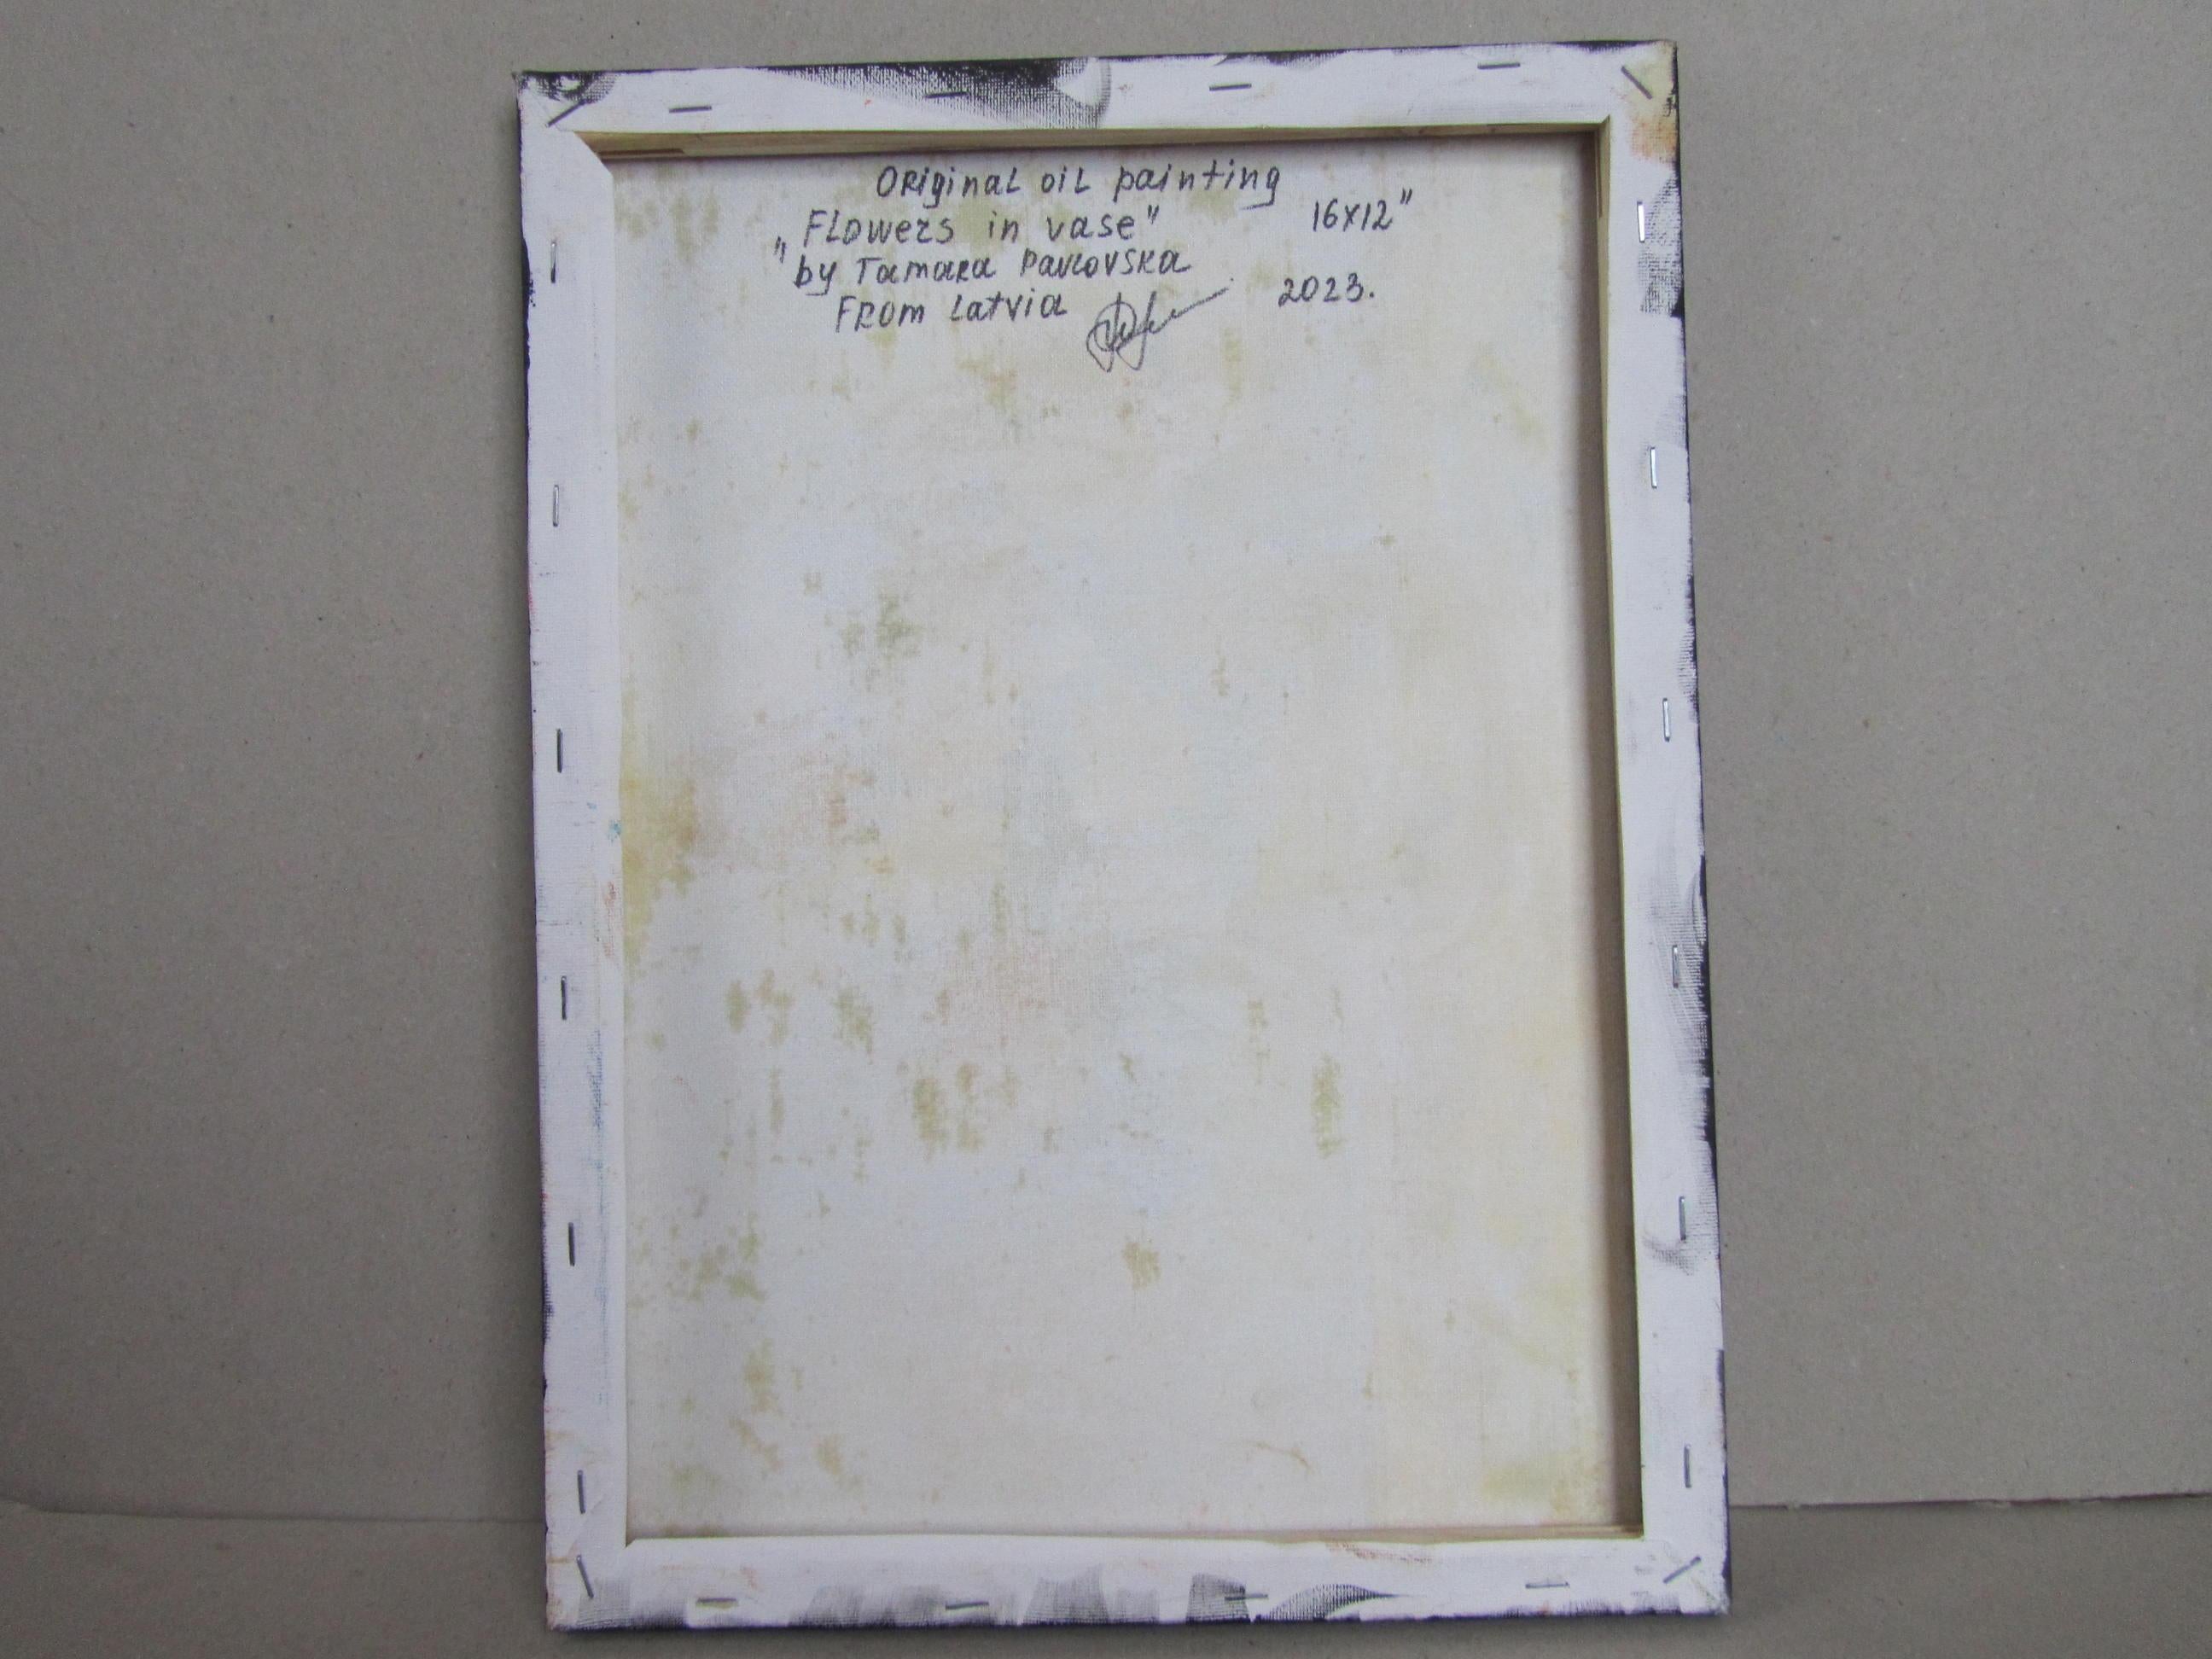 Original oil painting
„Flowers in vase" 16x12"
by Tamara Pavlovska
From Latvia 2023.